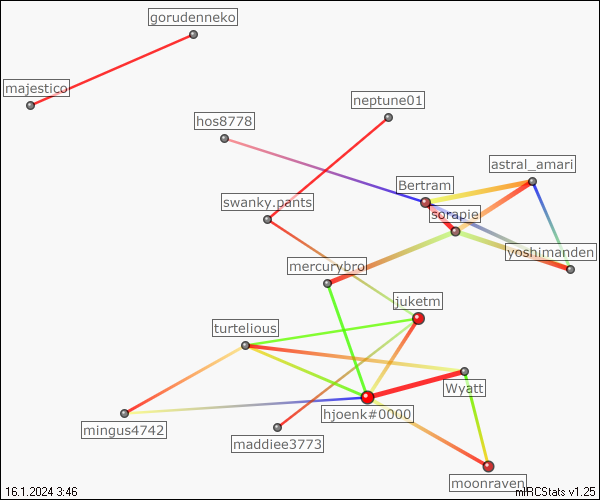 gorudenneko
majestico
neptune01
hos8778
astral_amari
Bertram
swanky.pants
sorapie
yoshimanden
mercurybro
juketm
turtelious
Wyatt
hjoenk#0000
mingus4742
maddiee3773
moonraven
16.1.2024 3:46
mIRCStats v1.25